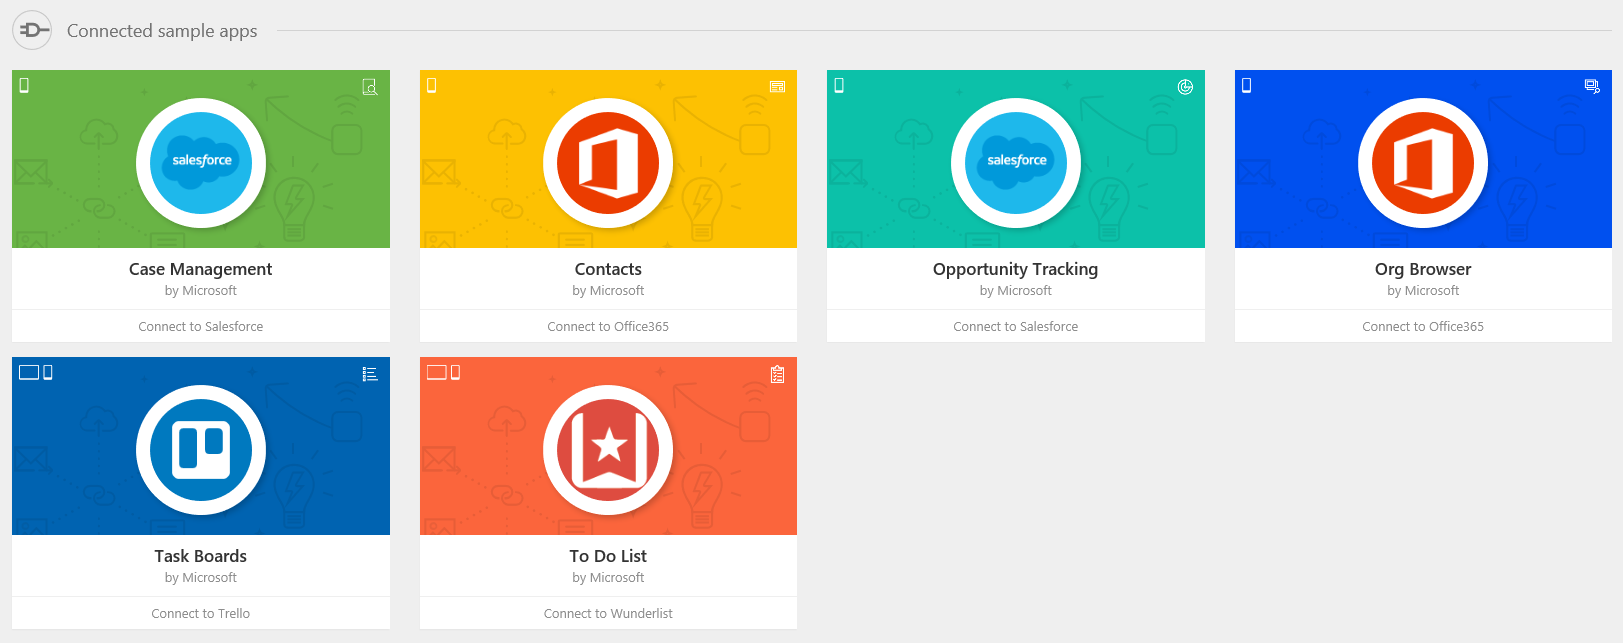 Connected sample apps
salesforce
Case Management
by Microsoft
Connect to Salesforce
Contacts
by Microsoft
Connect to Office365
salesforce
Opportunity Tracking
by Microsoft
Connect to Salesforce
Org Browser
by Microsoft
Connect to Office365
Task Boards
by Microsoft
Connect to Trello
To Do List
by Microsoft
Connect to Wunderlist